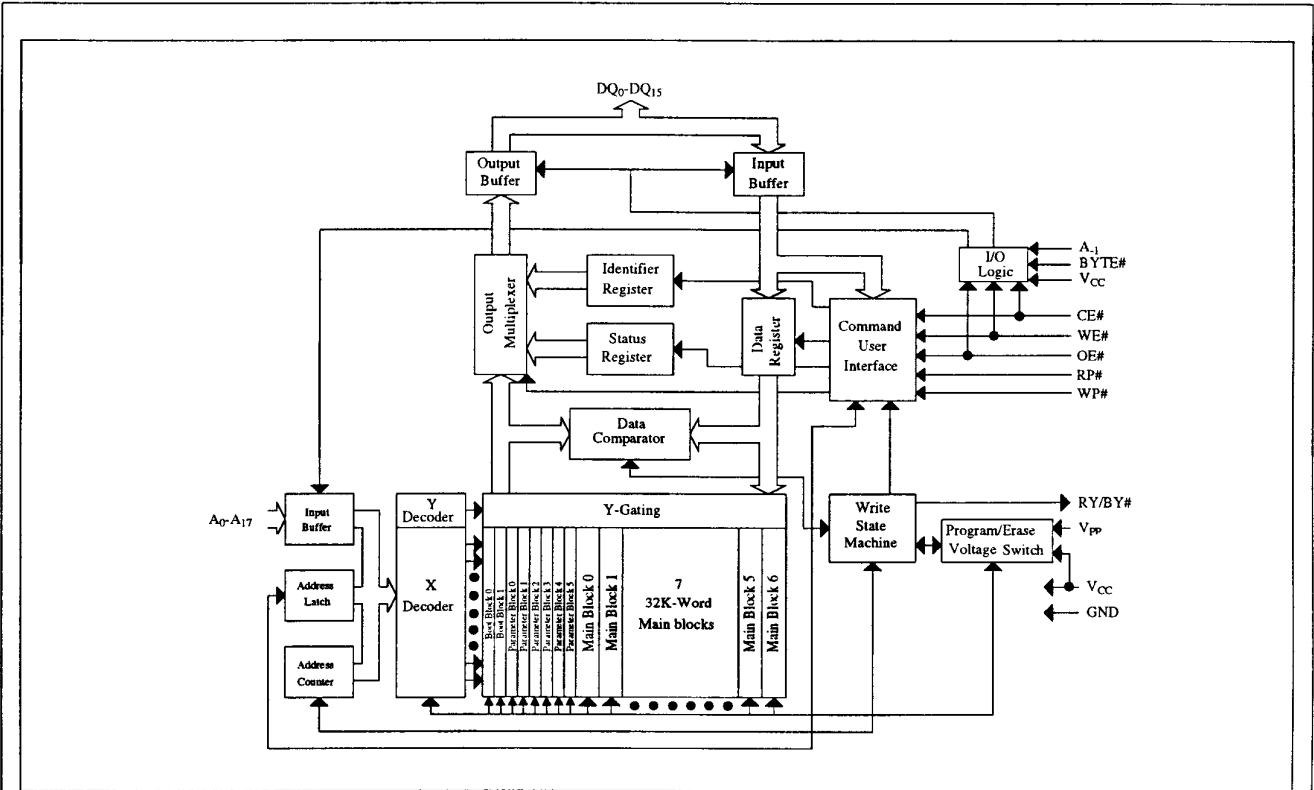 DQ0-DQ15
Output
Buffer
Input
Buffer
Output
Multiplexer
Identifier
Register
Status
Register
Data
Register
Command
User
Interface
I/O
Logic
A-1
BYTE#
VCC
CE#
WE#
OE#
RP#
WP#
Data
Comparator
A0-A17
Input
Buffer
Address
Latch
Address
Counter
Y
Decoder
X
Decoder
Y-Gating
Boot Block 0
Boot Block 1
Parameter Block 0
Parameter Block 1
Parameter Block 2
Parameter Block 3
Parameter Block 4
Parameter Block 5
Main Block 0
Main Block 1
7
32K-Word
Main blocks
Main Block 5
Main Block 6
Write
State
Machine
Program/Erase
Voltage Switch
RY/BY#
VPP
VCC
GND